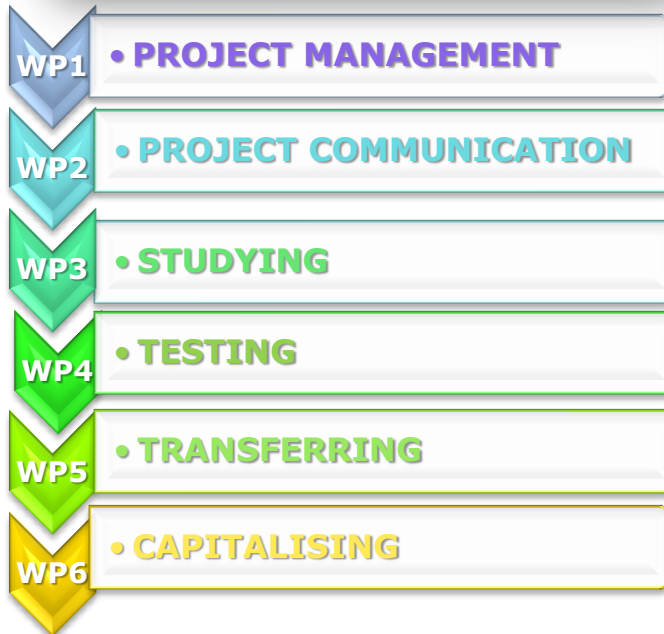 WP1 • PROJECT MANAGEMENT
WP2 • PROJECT COMMUNICATION
WP3 • STUDYING
WP4 • TESTING
WP5 • TRANSFERRING
WP6 • CAPITALISING